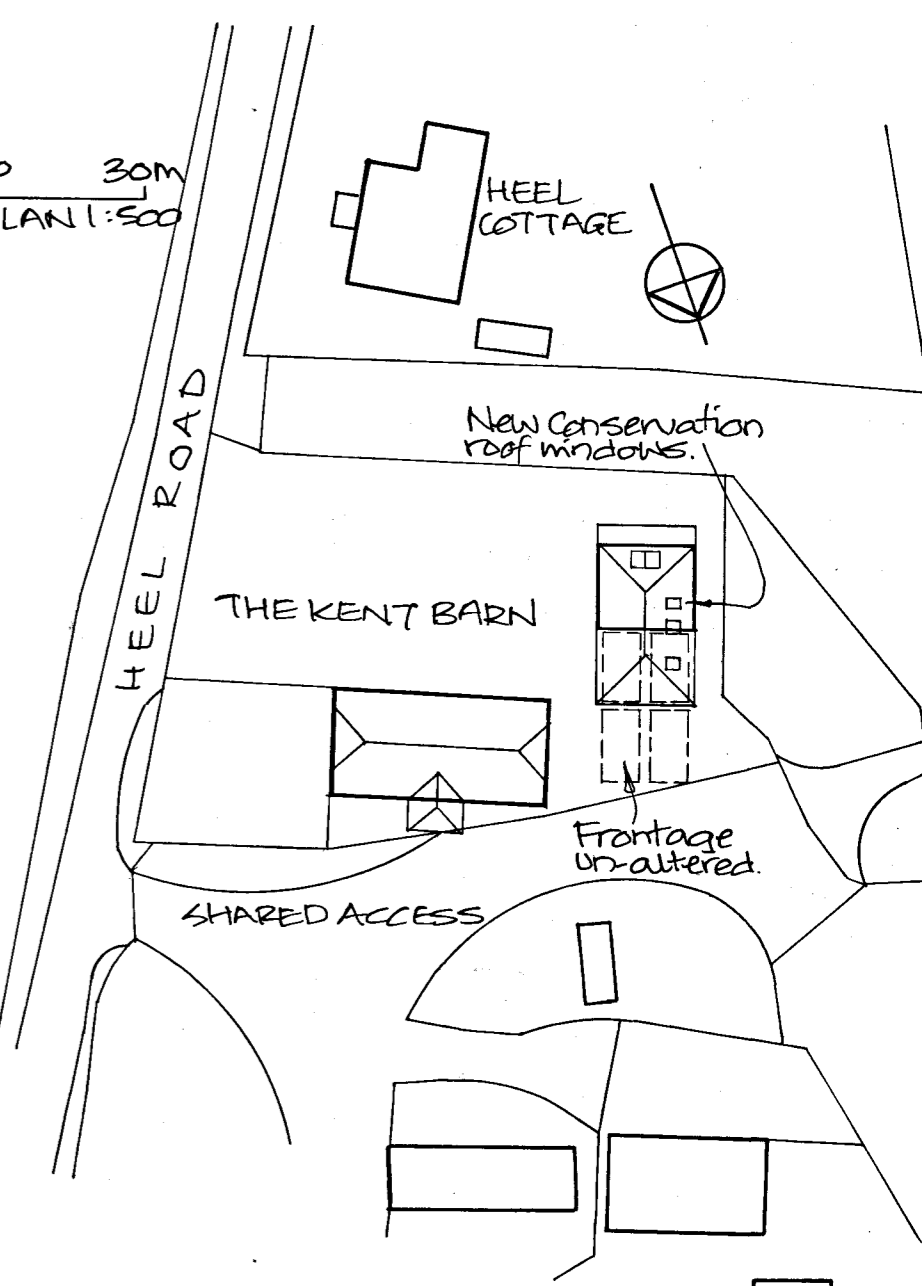 30m
LAN 1:500
HEEL
COTTAGE
HEEL ROAD
New Conservation
roof windows.
THE KENT BARN
Frontage
un-altered.
SHARED ACCESS